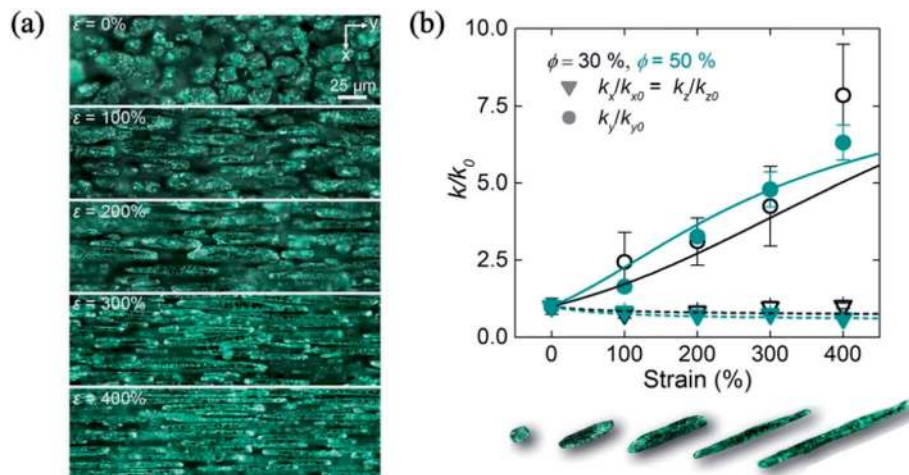 (a)
ε = 0%
y
x
25 μm
ε = 100%
ε = 200%
ε = 300%
ε = 400%
(b)
10.0
7.5
5.0
2.5
0.0
k/k0
ϕ = 30 %, ϕ = 50 %
kx/kx0 = kz/kz0
ky/ky0
0 100 200 300 400
Strain (%)